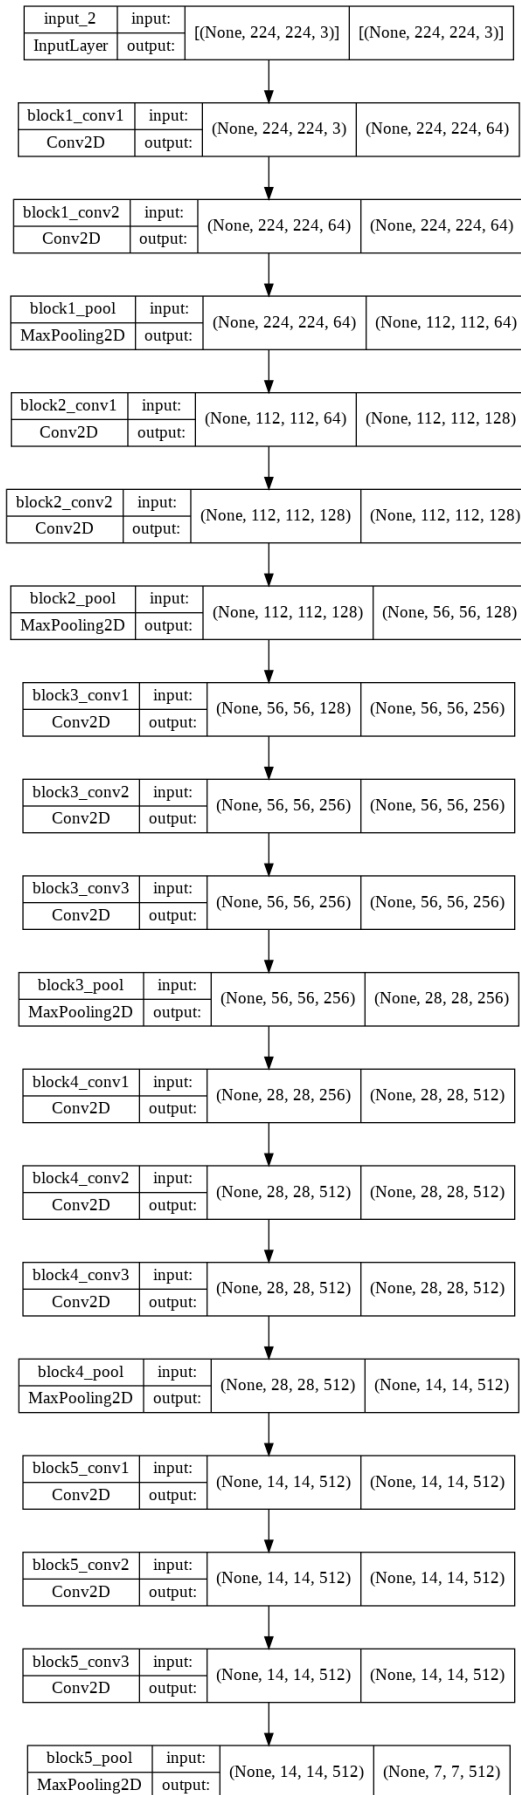 input_2 input: [(None, 224, 224, 3)] [(None, 224, 224, 3)]
InputLayer output:
block1_conv1 input: (None, 224, 224, 3) (None, 224, 224, 64)
Conv2D output:
block1_conv2 input: (None, 224, 224, 64) (None, 224, 224, 64)
Conv2D output:
block1_pool input: (None, 224, 224, 64) (None, 112, 112, 64)
MaxPooling2D output:
block2_conv1 input: (None, 112, 112, 64) (None, 112, 112, 128)
Conv2D output:
block2_conv2 input: (None, 112, 112, 128) (None, 112, 112, 128)
Conv2D output:
block2_pool input: (None, 112, 112, 128) (None, 56, 56, 128)
MaxPooling2D output:
block3_conv1 input: (None, 56, 56, 128) (None, 56, 56, 256)
Conv2D output:
block3_conv2 input: (None, 56, 56, 256) (None, 56, 56, 256)
Conv2D output:
block3_conv3 input: (None, 56, 56, 256) (None, 56, 56, 256)
Conv2D output:
block3_pool input: (None, 56, 56, 256) (None, 28, 28, 256)
MaxPooling2D output:
block4_conv1 input: (None, 28, 28, 256) (None, 28, 28, 512)
Conv2D output:
block4_conv2 input: (None, 28, 28, 512) (None, 28, 28, 512)
Conv2D output:
block4_conv3 input: (None, 28, 28, 512) (None, 28, 28, 512)
Conv2D output:
block4_pool input: (None, 28, 28, 512) (None, 14, 14, 512)
MaxPooling2D output:
block5_conv1 input: (None, 14, 14, 512) (None, 14, 14, 512)
Conv2D output:
block5_conv2 input: (None, 14, 14, 512) (None, 14, 14, 512)
Conv2D output:
block5_conv3 input: (None, 14, 14, 512) (None, 14, 14, 512)
Conv2D output:
block5_pool input: (None, 14, 14, 512) (None, 7, 7, 512)
MaxPooling2D output: